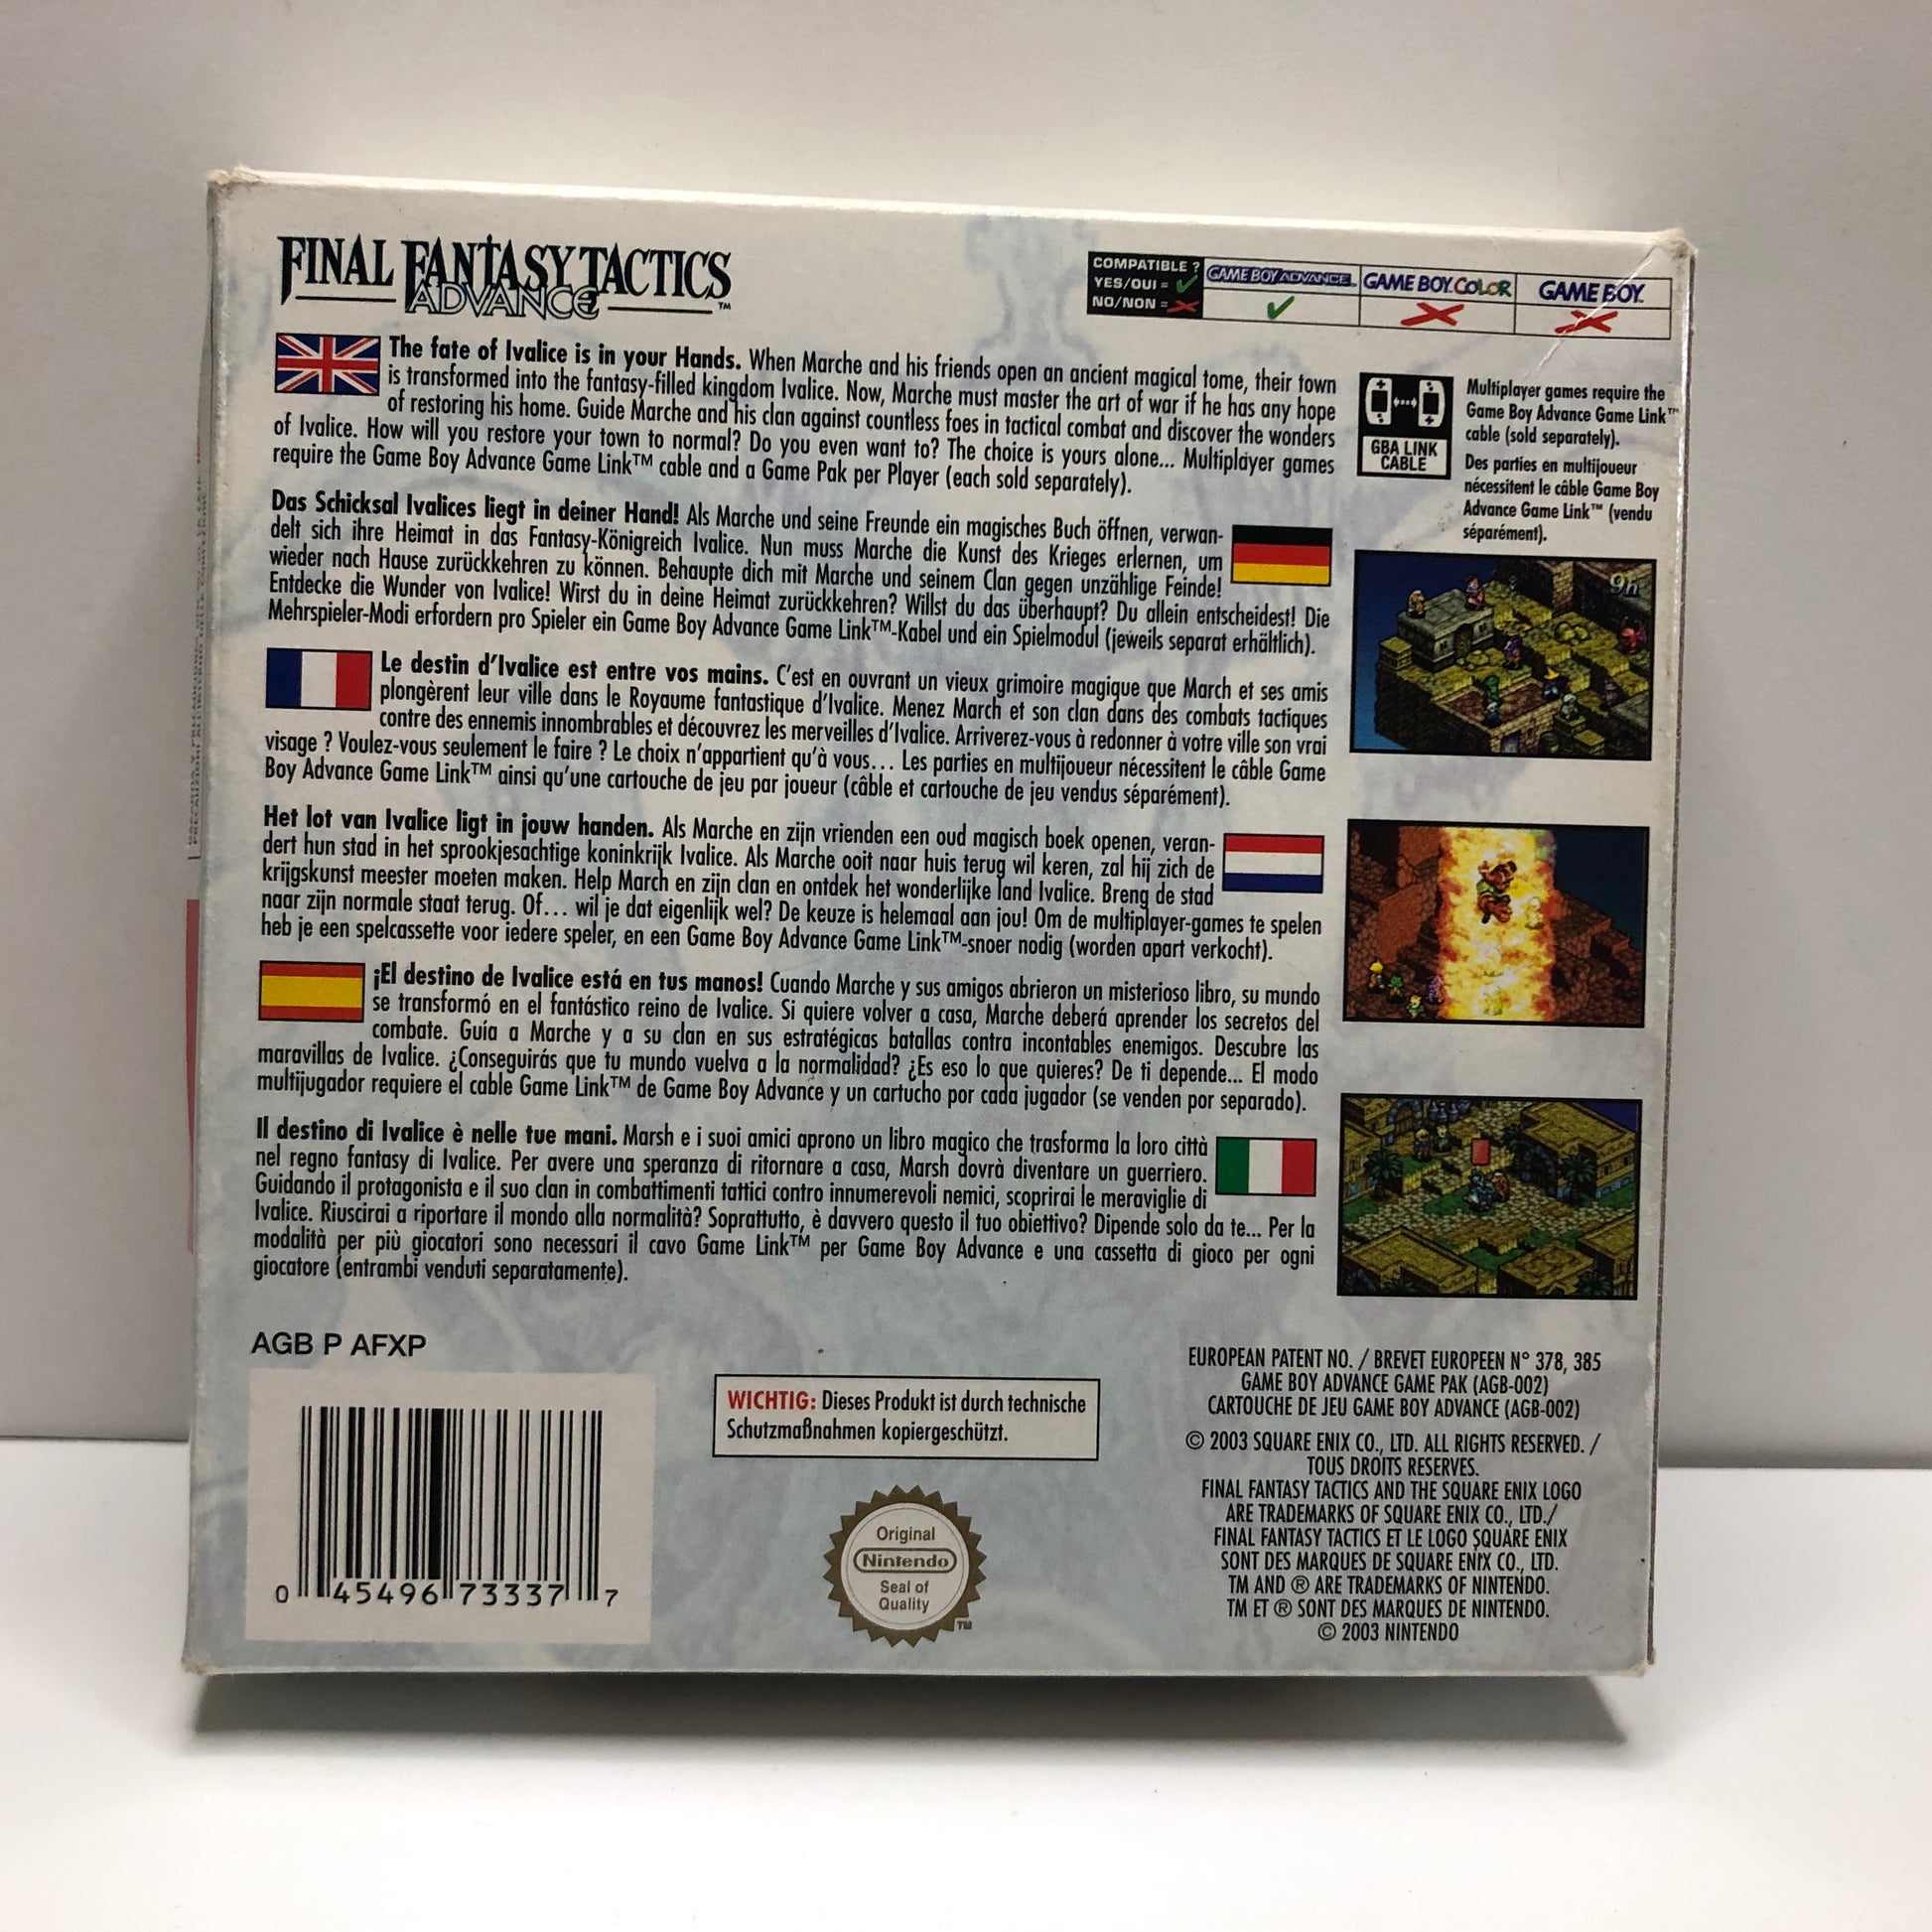 FINAL FANTASY TACTICS
ADVANCE™
COMPATIBLE ?
YES/OUI =
NO/NON =
GAME BOY ADVANCE
GAME BOY COLOR
GAME BOY
The fate of Ivalice is in your Hands. When Marche and his friends open an ancient magical tome, their town
is transformed into the fantasy-filled kingdom Ivalice. Now, Marche must master the art of war if he has any hope
of restoring his home. Guide Marche and his clan against countless foes in tactical combat and discover the wonders
of Ivalice. How will you restore your town to normal? Do you even want to? The choice is yours alone... Multiplayer games
require the Game Boy Advance Game Link™ cable and a Game Pak per Player (each sold separately).
GBA LINK
CABLE
Multiplayer games require the
Game Boy Advance Game Link™
cable (sold separately).
Des parties en multijoueur
nécessitent le câble Game Boy
Advance Game Link™ (vendu
séparément).
Das Schicksal Ivalices liegt in deiner Hand! Als Marche und seine Freunde ein magisches Buch öffnen, verwan-
delt sich ihre Heimat in das Fantasy-Königreich Ivalice. Nun muss Marche die Kunst des Krieges erlernen, um
wieder nach Hause zurückkehren zu können. Behaupte dich mit Marche und seinem Clan gegen unzählige Feinde!
Entdecke die Wunder von Ivalice! Wirst du in deine Heimat zurückkehren? Willst du das überhaupt? Du allein entscheidest! Die
Mehrspieler-Modi erfordern pro Spieler ein Game Boy Advance Game Link™-Kabel und ein Spielmodul (jeweils separat erhältlich).
Le destin d'Ivalice est entre vos mains. C'est en ouvrant un vieux grimoire magique que March et ses amis
plongèrent leur ville dans le Royaume fantastique d'Ivalice. Menez March et son clan dans des combats tactiques
contre des ennemis innombrables et découvrez les merveilles d'Ivalice. Arriverez-vous à redonner à votre ville son vrai
visage ? Voulez-vous seulement le faire ? Le choix n'appartient qu'à vous... Les parties en multijoueur nécessitent le câble Game
Boy Advance Game Link™ ainsi qu'une cartouche de jeu par joueur (câble et cartouche de jeu vendus séparément).
Het lot van Ivalice ligt in jouw handen. Als Marche en zijn vrienden een oud magisch boek openen, veran-
dert hun stad in het sprookjesachtige koninkrijk Ivalice. Als Marche ooit naar huis terug wil keren, zal hij zich de
krijgskunst meester moeten maken. Help March en zijn clan en ontdek het wonderlijke land Ivalice. Breng de stad
naar zijn normale staat terug. Of... wil je dat eigenlijk wel? De keuze is helemaal aan jou! Om de multiplayer-games te spelen
heb je een spelcassette voor iedere speler, en een Game Boy Advance Game Link™-snoer nodig (worden apart verkocht).
¡El destino de Ivalice está en tus manos! Cuando Marche y sus amigos abrieron un misterioso libro, su mundo
se transformó en el fantástico reino de Ivalice. Si quiere volver a casa, Marche deberá aprender los secretos del
combate. Guía a Marche y a su clan en sus estratégicas batallas contra incontables enemigos. Descubre las
maravillas de Ivalice. ¿Conseguirás que tu mundo vuelva a la normalidad? ¿Es eso lo que quieres? De ti depende... El modo
multijugador requiere el cable Game Link™ de Game Boy Advance y un cartucho por cada jugador (se venden por separado).
Il destino di Ivalice è nelle tue mani. Marsh e i suoi amici aprono un libro magico che trasforma la loro città
nel regno fantasy di Ivalice. Per avere una speranza di ritornare a casa, Marsh dovrà diventare un guerriero.
Guidando il protagonista e il suo clan in combattimenti tattici contro innumerevoli nemici, scoprirai le meraviglie di
Ivalice. Riuscirai a riportare il mondo alla normalità? Soprattutto, è davvero questo il tuo obiettivo? Dipende solo da te... Per la
modalità per più giocatori sono necessari il cavo Game Link™ per Game Boy Advance e una cassetta di gioco per ogni
giocatore (entrambi venduti separatamente).
9h
AGB P AFXP
0 45496 73337 7
WICHTIG: Dieses Produkt ist durch technische
Schutzmaßnahmen kopiergeschützt.
Original
Nintendo
Seal of
Quality
™
EUROPEAN PATENT NO. / BREVET EUROPEEN N° 378, 385
GAME BOY ADVANCE GAME PAK (AGB-002)
CARTOUCHE DE JEU GAME BOY ADVANCE (AGB-002)
© 2003 SQUARE ENIX CO., LTD. ALL RIGHTS RESERVED. /
TOUS DROITS RESERVES.
FINAL FANTASY TACTICS AND THE SQUARE ENIX LOGO
ARE TRADEMARKS OF SQUARE ENIX CO., LTD./
FINAL FANTASY TACTICS ET LE LOGO SQUARE ENIX
SONT DES MARQUES DE SQUARE ENIX CO., LTD.
TM AND ® ARE TRADEMARKS OF NINTENDO.
TM ET ® SONT DES MARQUES DE NINTENDO.
© 2003 NINTENDO